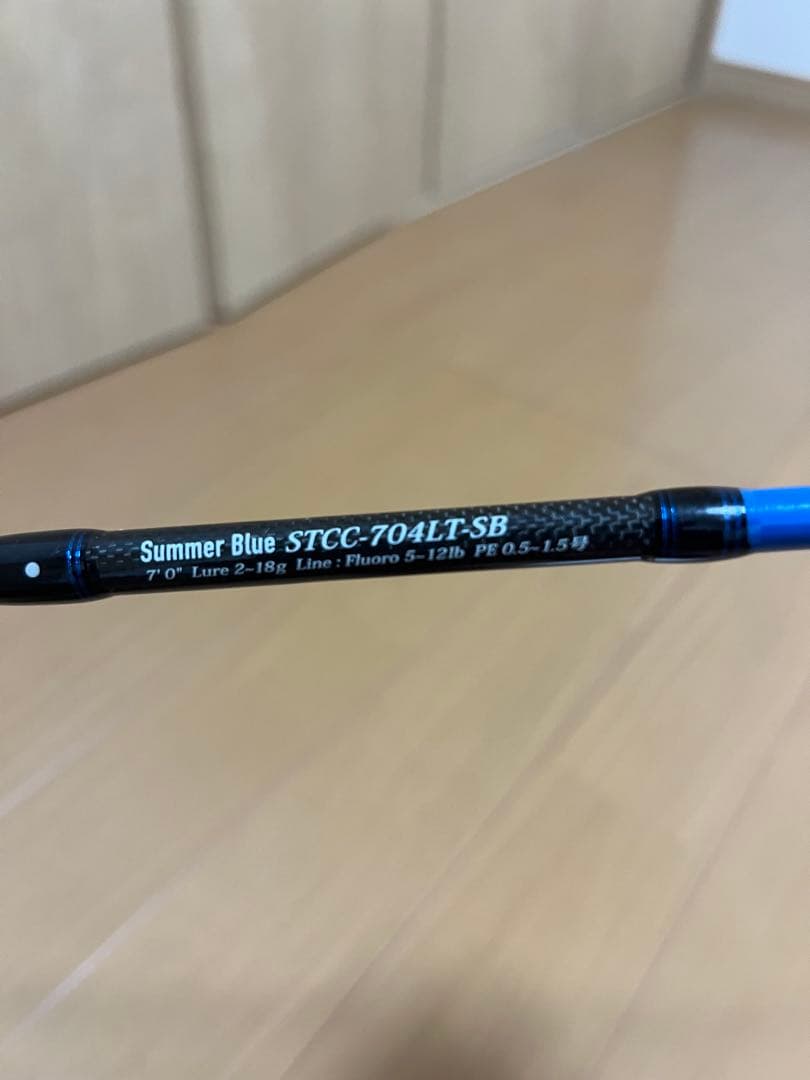 Summer Blue STCC-704LT-SB
7' 0" Lure 2~18g Line : Fluoro 5~12lb PE 0.5~1.5号